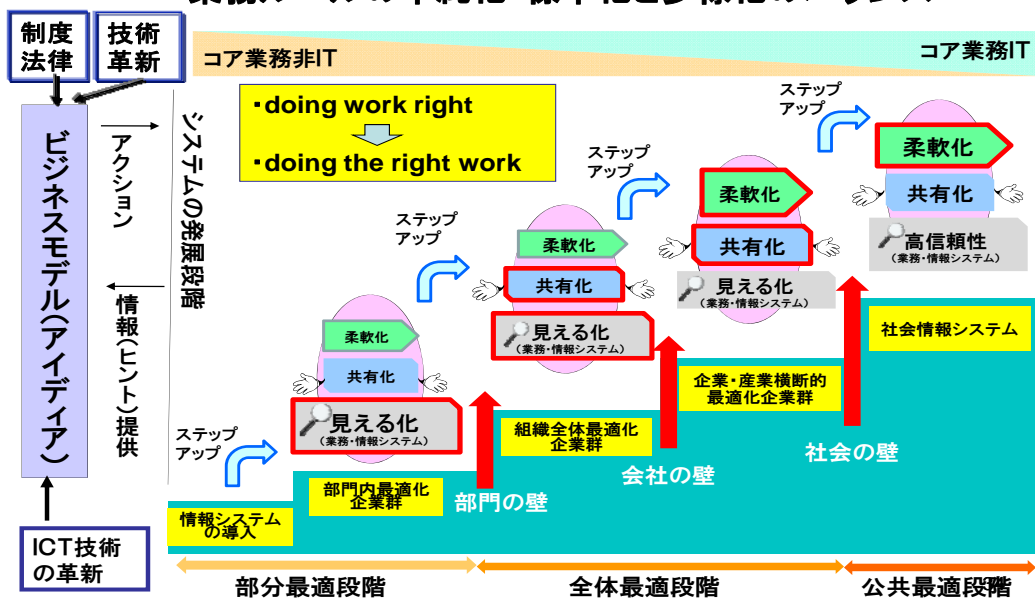 制度
法律
技術
革新
コア業務非IT
コア業務IT
ビジネスモデル(アイディア)
アクション
情報(ヒント)提供
システムの発展段階
・doing work right
・doing the right work
ステップ
アップ
柔軟化
共有化
高信頼性
(業務・情報システム)
ステップ
アップ
柔軟化
共有化
見える化
(業務・情報システム)
ステップ
アップ
柔軟化
共有化
見える化
(業務・情報システム)
ステップ
アップ
柔軟化
共有化
見える化
(業務・情報システム)
社会情報システム
企業・産業横断的
最適化企業群
組織全体最適化
企業群
部門内最適化
企業群
情報システム
の導入
部門の壁
会社の壁
社会の壁
ICT技術
の革新
部分最適段階
全体最適段階
公共最適段階